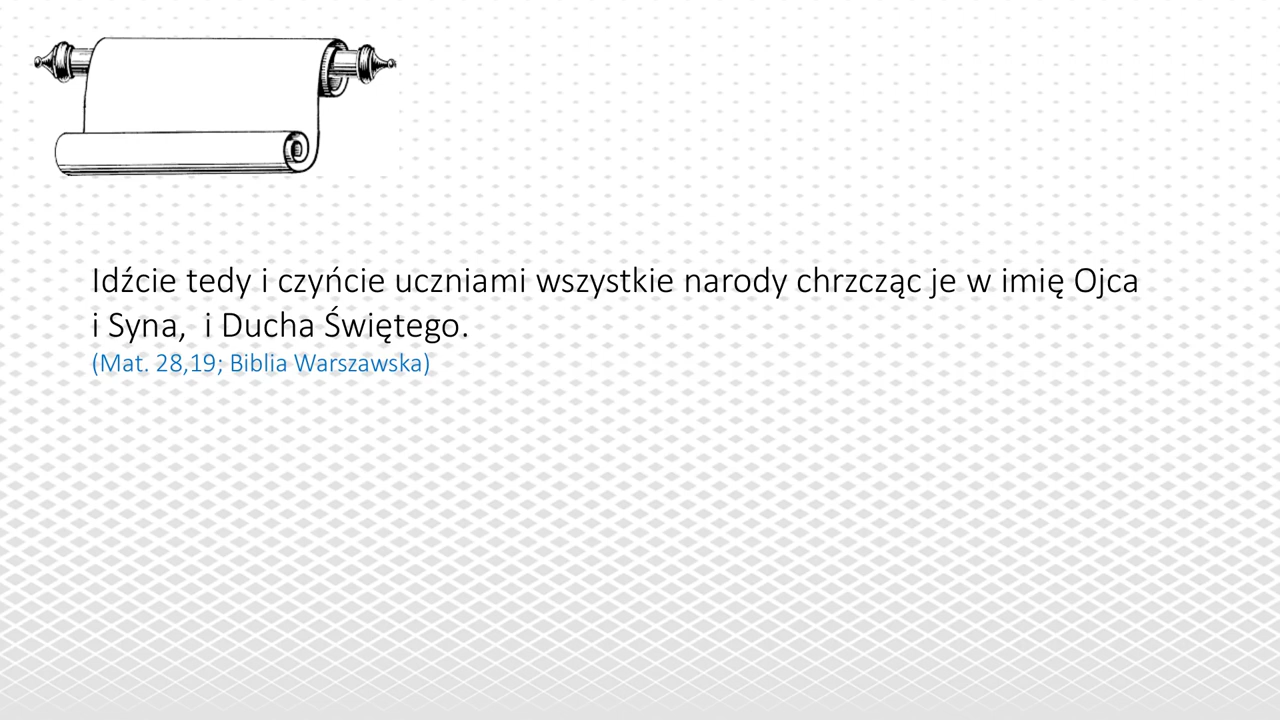 Idźcie tedy i czyńcie uczniami wszystkie narody chrzcząc je w imię Ojca
i Syna,  i Ducha Świętego.
(Mat. 28,19; Biblia Warszawska)